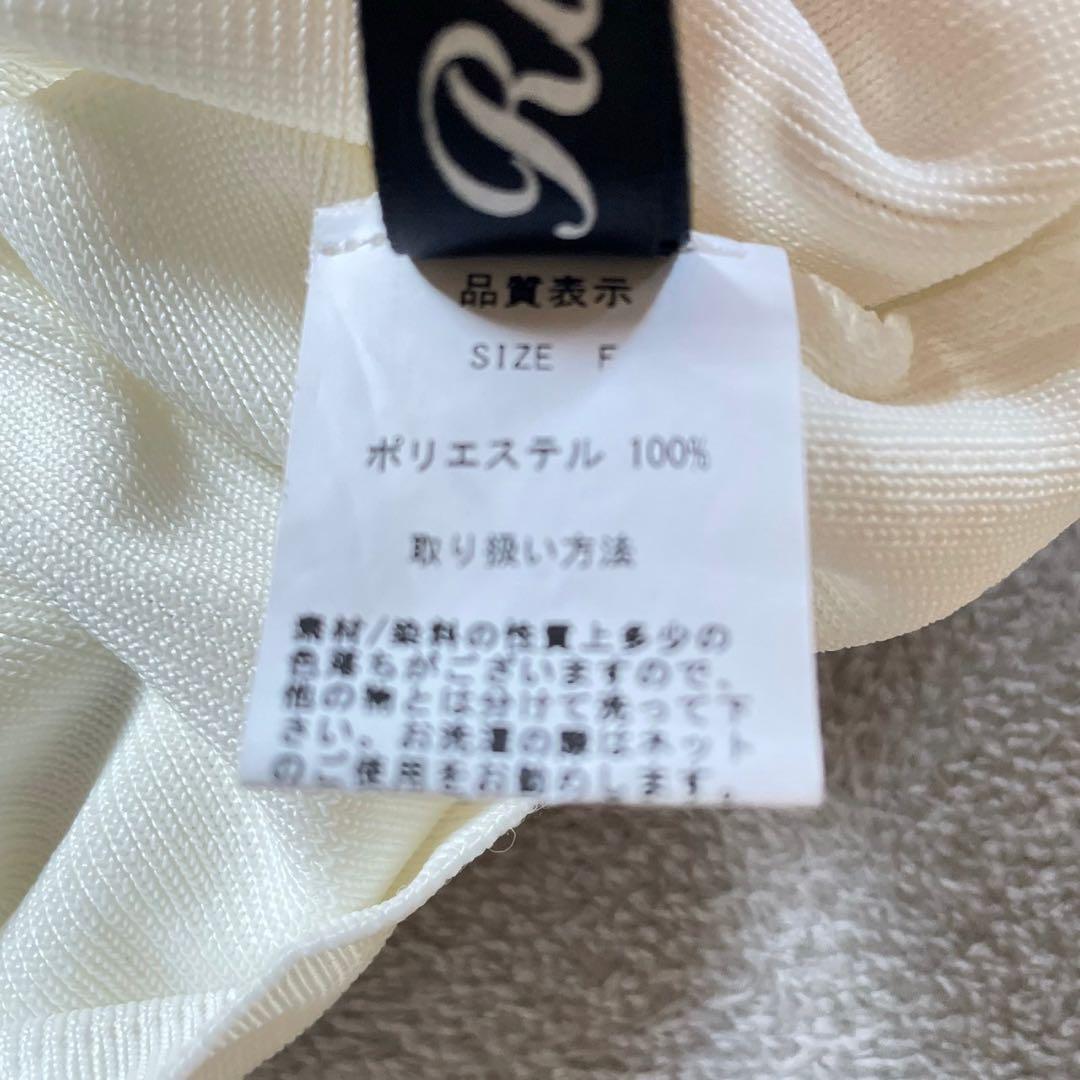 品質表示
SIZE F
ポリエステル 100%
取り扱い方法
素材/染料の性質上多少の
色落ちがございますので、
他の物とは分けて洗って下
さい。お洗濯の際はネット
のご使用をお勧めします。